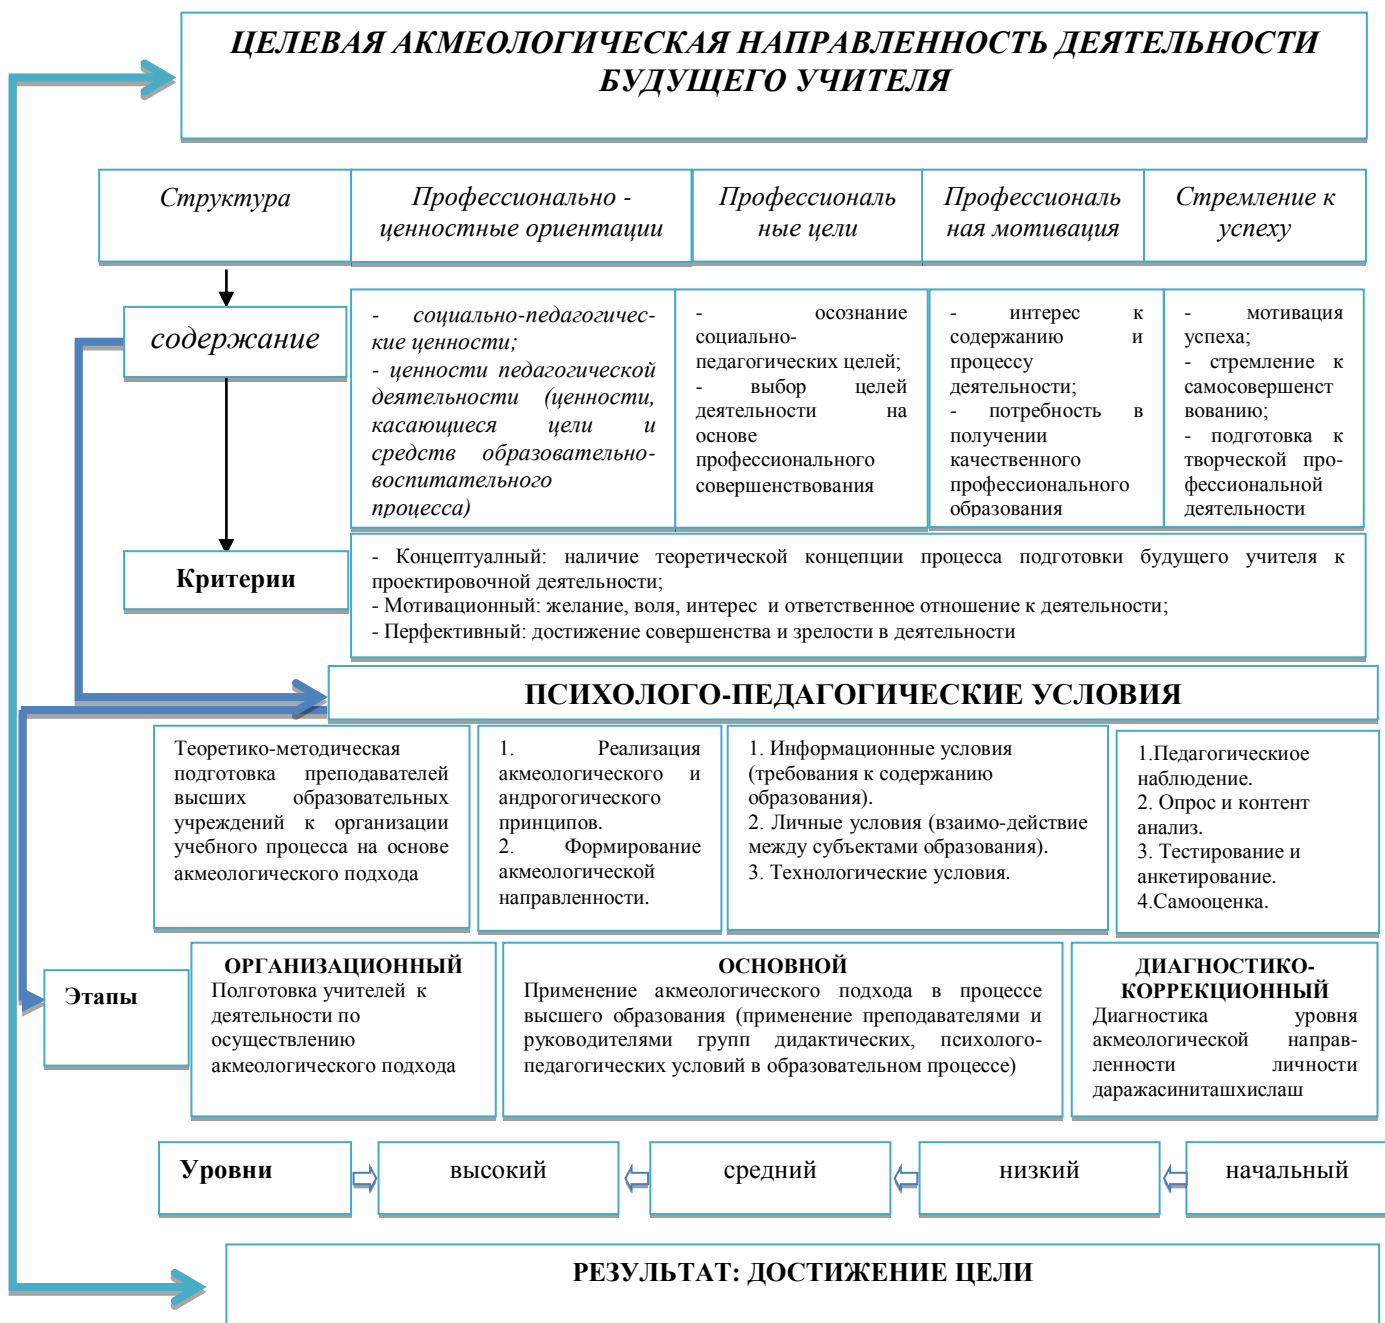 ЦЕЛЕВАЯ АКМЕОЛОГИЧЕСКАЯ НАПРАВЛЕННОСТЬ ДЕЯТЕЛЬНОСТИ
БУДУЩЕГО УЧИТЕЛЯ
Структура
Профессионально -
ценностные ориентации
Профессиональ
ные цели
Профессиональ
ная мотивация
Стремление к
успеху
содержание
- социально-педагогичес-
кие ценности;
- ценности педагогической
деятельности (ценности,
касающиеся цели и
средств образовательно-
воспитательного
процесса)
- осознание
социально-
педагогических целей;
- выбор целей
деятельности на
основе
профессионального
совершенствования
- интерес к
содержанию и
процессу
деятельности;
- потребность в
получении
качественного
профессионального
образования
- мотивация
успеха;
- стремление к
самосовершенст
вованию;
- подготовка к
творческой про-
фессиональной
деятельности
Критерии
- Концептуалный: наличие теоретической концепции процесса подготовки будущего учителя к
проектировочной деятельности;
- Мотивационный: желание, воля, интерес и ответственное отношение к деятельности;
- Перфективный: достижение совершенства и зрелости в деятельности
ПСИХОЛОГО-ПЕДАГОГИЧЕСКИЕ УСЛОВИЯ
Теоретико-методическая
подготовка преподавателей
высших образовательных
учреждений к организации
учебного процесса на основе
акмеологического подхода
1. Реализация
акмеологического и
андрогогического
принципов.
2. Формирование
акмеологической
направленности.
1. Информационные условия
(требования к содержанию
образования).
2. Личные условия (взаимо-действие
между субъектами образования).
3. Технологические условия.
1.Педагогическиое
наблюдение.
2. Опрос и контент
анализ.
3. Тестирование и
анкетирование.
4.Самооценка.
Этапы
ОРГАНИЗАЦИОННЫЙ
Полготовка учителей к
деятельности по
осуществлению
акмеологического подхода
ОСНОВНОЙ
Применение акмеологического подхода в процессе
высшего образования (применение преподавателями и
руководителями групп дидактических, психолого-
педагогических условий в образовательном процессе)
ДИАГНОСТИКО-
КОРРЕКЦИОННЫЙ
Диагностика уровня
акмеологической направ-
ленности личности
даражасиниташхислаш
Уровни
высокий
средний
низкий
начальный
РЕЗУЛЬТАТ: ДОСТИЖЕНИЕ ЦЕЛИ